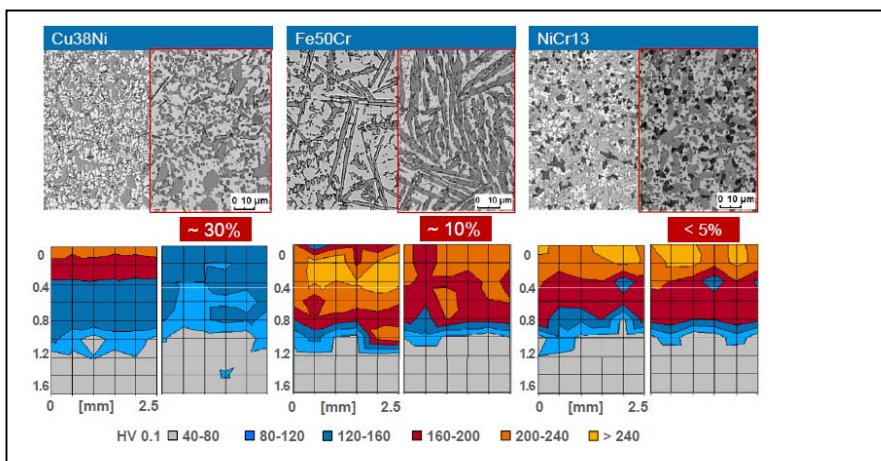 Cu38Ni Fe50Cr NiCr13
0 10 µm 0 10 µm 0 10 µm
~ 30% ~ 10% < 5%
0 0 0
0.4 0.4 0.4
0.8 0.8 0.8
1.2 1.2 1.2
1.6 1.6 1.6
0 [mm] 2.5 0 [mm] 2.5 0 [mm] 2.5
HV 0.1 40-80 80-120 120-160 160-200 200-240 > 240